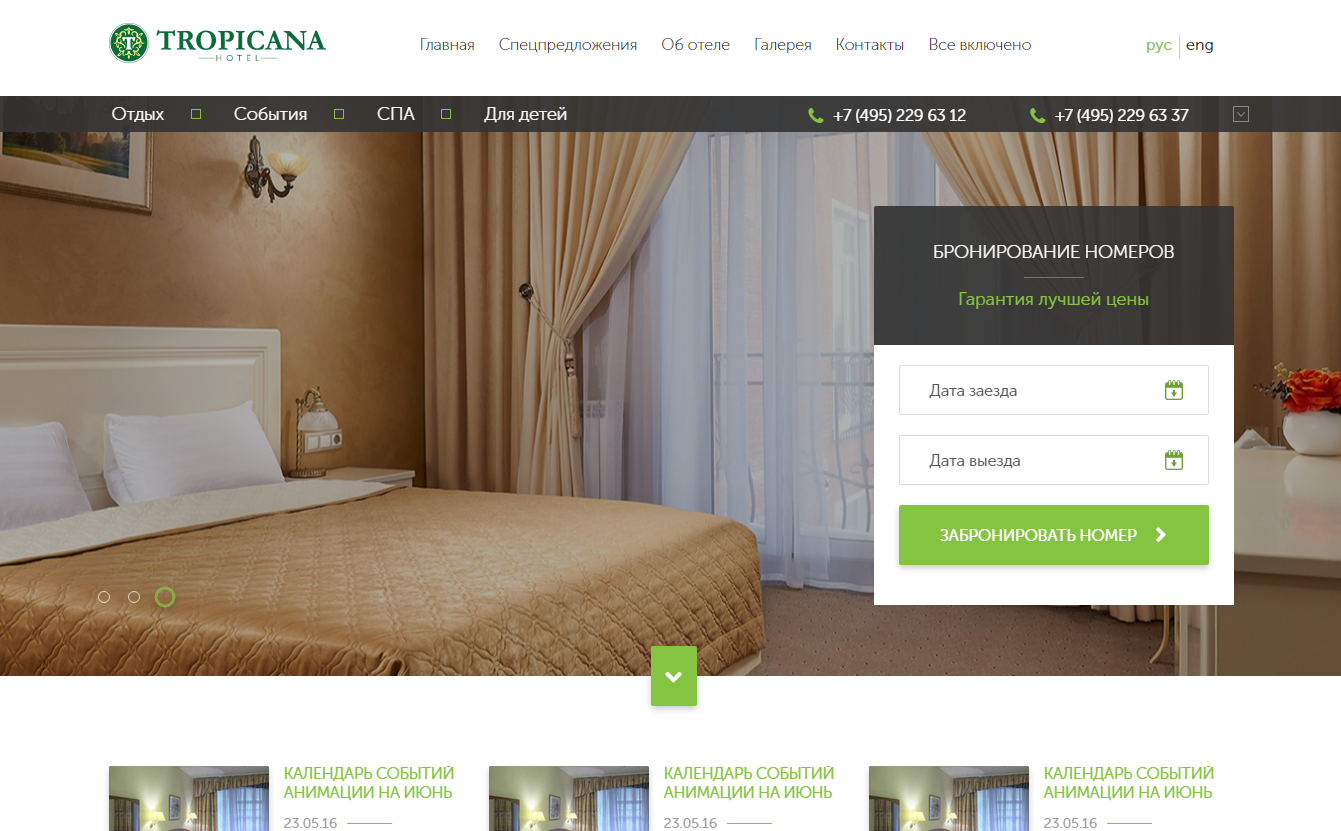 TROPICANA
HOTEL
Главная Спецпредложения Об отеле Галерея Контакты Все включено
рус eng
Отдых События СПА Для детей
+7 (495) 229 63 12 +7 (495) 229 63 37
БРОНИРОВАНИЕ НОМЕРОВ
Гарантия лучшей цены
Дата заезда
Дата выезда
ЗАБРОНИРОВАТЬ НОМЕР
КАЛЕНДАРЬ СОБЫТИЙ
АНИМАЦИИ НА ИЮНЬ
23.05.16
КАЛЕНДАРЬ СОБЫТИЙ
АНИМАЦИИ НА ИЮНЬ
23.05.16
КАЛЕНДАРЬ СОБЫТИЙ
АНИМАЦИИ НА ИЮНЬ
23.05.16